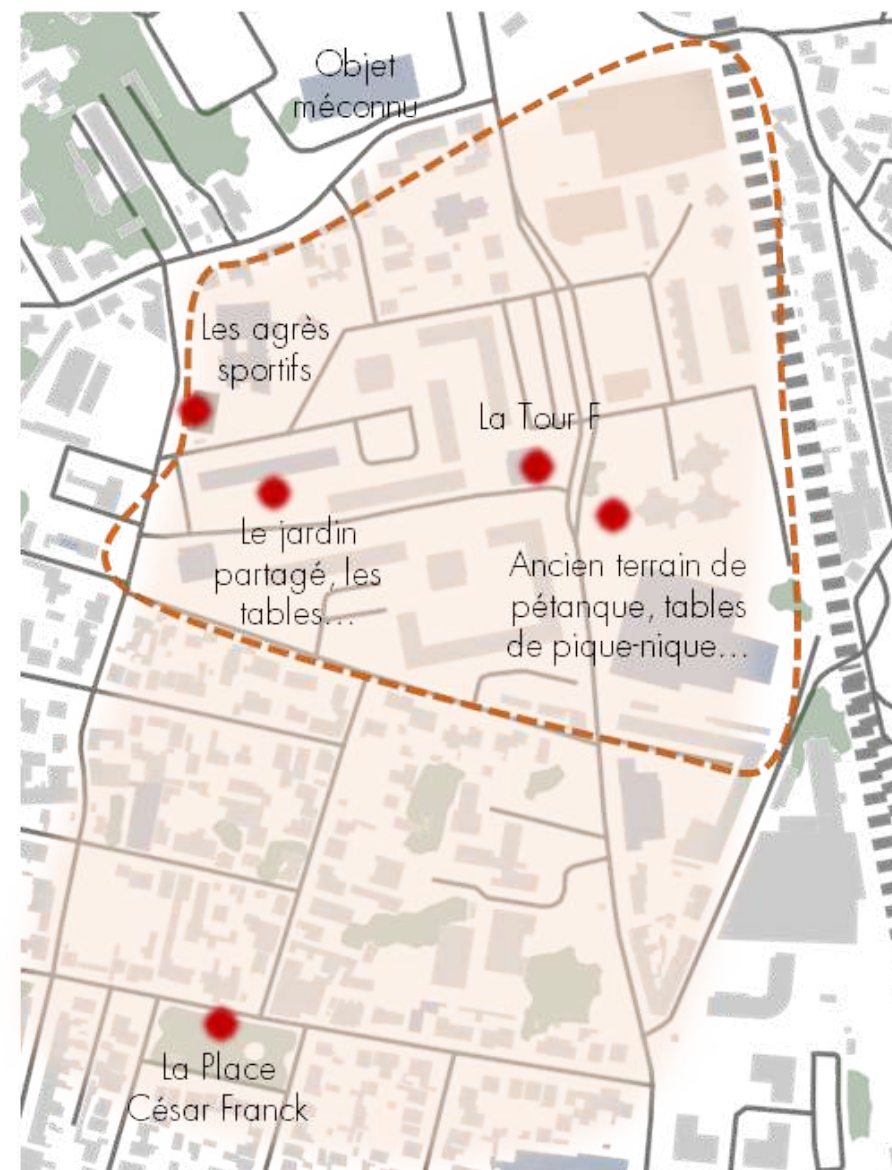 Objet
méconnu
Les agrès
sportifs
La Tour F
Le jardin
partagé, les
tables...
Ancien terrain de
pétanque, tables
de pique-nique...
La Place
César Franck